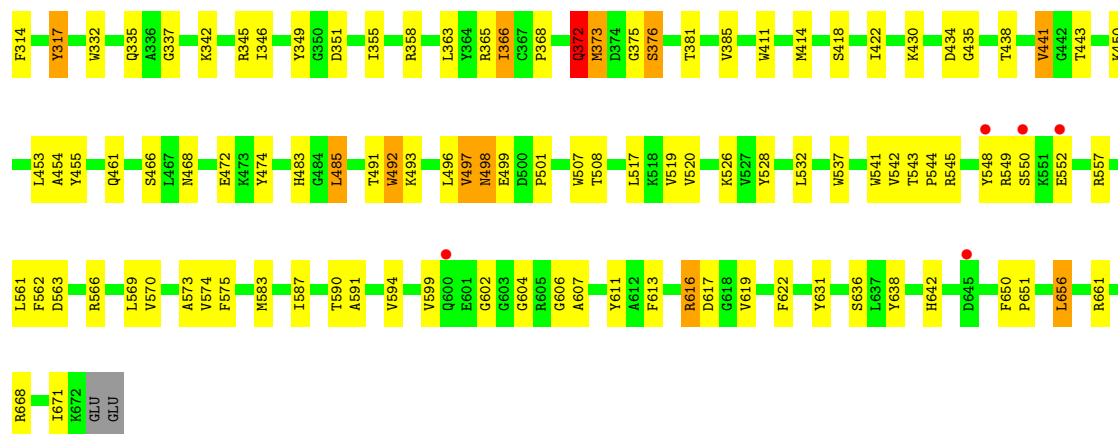 F314 Y317 W332 Q335 A336 G337 K342 R345 I346 Y349 G350 D351 I355 R358 L363 Y364 R365 I366 C367 P368 Q372 M373 D374 G375 S376 T381 V385 W411 M414 S418 I422 K430 D434 G435 T438 V441 G442 T443 K450
L453 A454 Y455 Q461 S466 L467 N468 E472 K473 Y474 H483 G484 L485 T491 W492 K493 L496 V497 N498 E499 D500 P501 W507 T508 L517 K518 V519 V520 K526 V527 Y528 L532 W537 W541 V542 T543 P544 R545 Y548 R549 S550 K551 E552 R557
L561 F562 D563 R566 L569 V570 A573 V574 F575 M583 I587 T590 A591 V594 V599 Q600 E601 G602 G603 G604 R605 G606 A607 Y611 A612 F613 R616 D617 G618 V619 F622 Y631 S636 L637 Y638 H642 D645 F650 P651 L656 R661
R668 I671 K672 GLU GLU